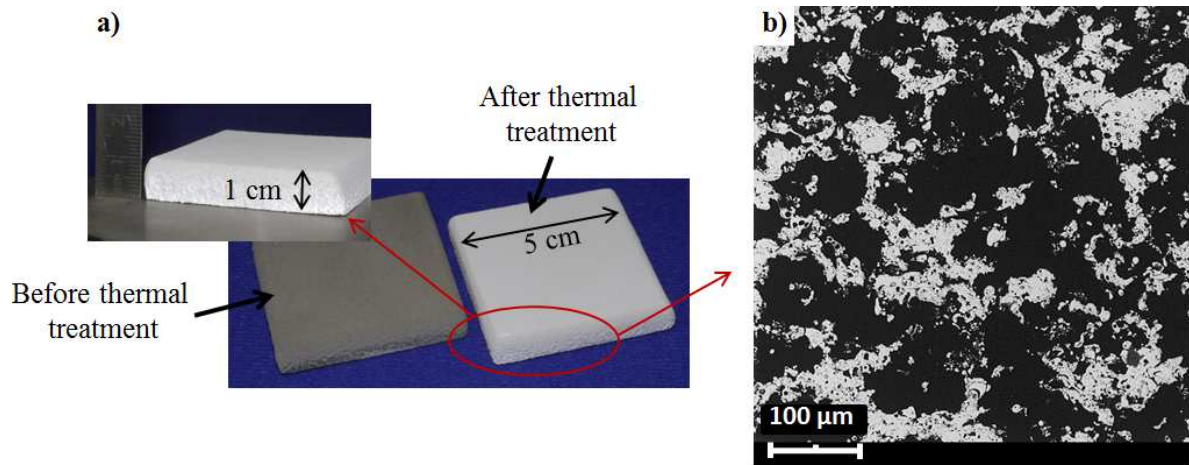 a)
b)
After thermal
treatment
1 cm
5 cm
Before thermal
treatment
100 μm